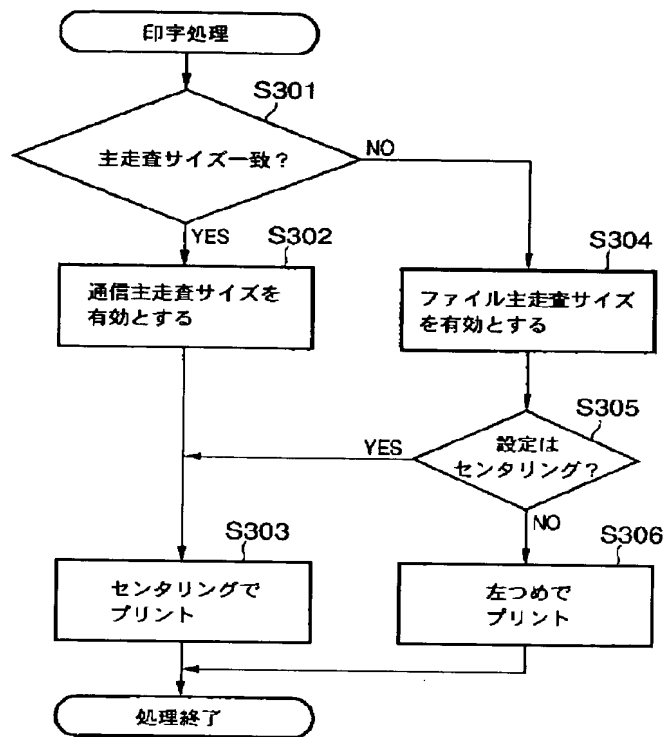 印字処理
S301
主走査サイズ一致？
NO
YES
S302
通信主走査サイズを
有効とする
S304
ファイル主走査サイズ
を有効とする
S305
設定は
センタリング？
YES
NO
S303
センタリングで
プリント
S306
左つめで
プリント
処理終了